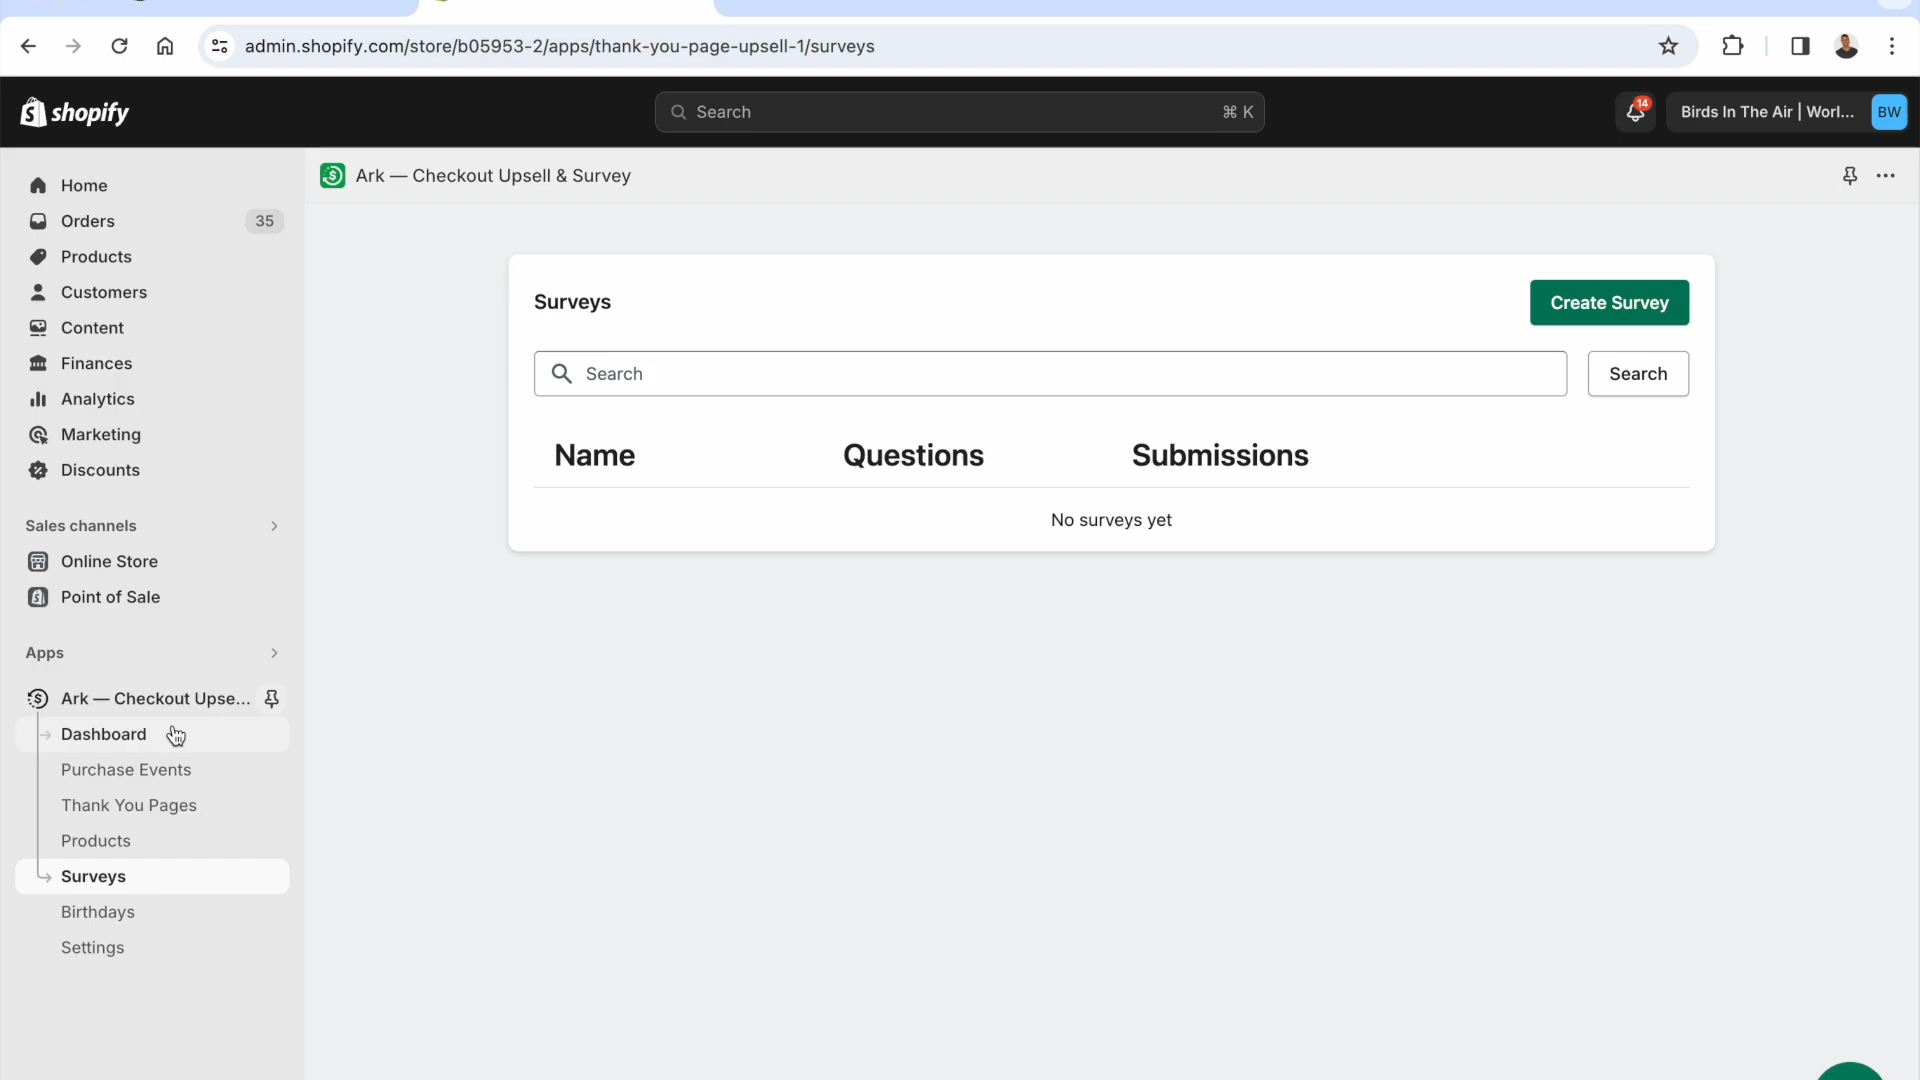 admin.shopify.com/store/b05953-2/apps/thank-you-page-upsell-1/surveys
shopify
Search
⌘ K
14
Birds In The Air | Worl...
BW
Home
Orders
35
Products
Customers
Content
Finances
Analytics
Marketing
Discounts
Sales channels
Online Store
Point of Sale
Apps
Ark — Checkout Upse...
Dashboard
Purchase Events
Thank You Pages
Products
Surveys
Birthdays
Settings
Ark — Checkout Upsell & Survey
Surveys
Create Survey
Search
Search
Name Questions Submissions
No surveys yet